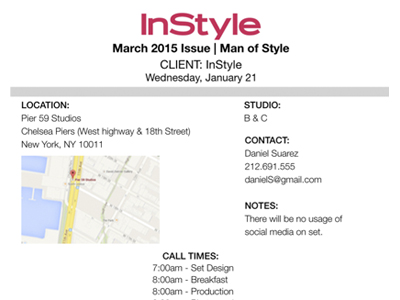 InStyle
March 2015 Issue | Man of Style
CLIENT: InStyle
Wednesday, January 21
LOCATION:
Pier 59 Studios
Chelsea Piers (West highway & 18th Street)
New York, NY 10011
Pier 59 Studios
STUDIO:
B & C
CONTACT:
Daniel Suarez
212.691.555
danielS@gmail.com
NOTES:
There will be no usage of
social media on set.
CALL TIMES:
7:00am - Set Design
8:00am - Breakfast
8:00am - Production